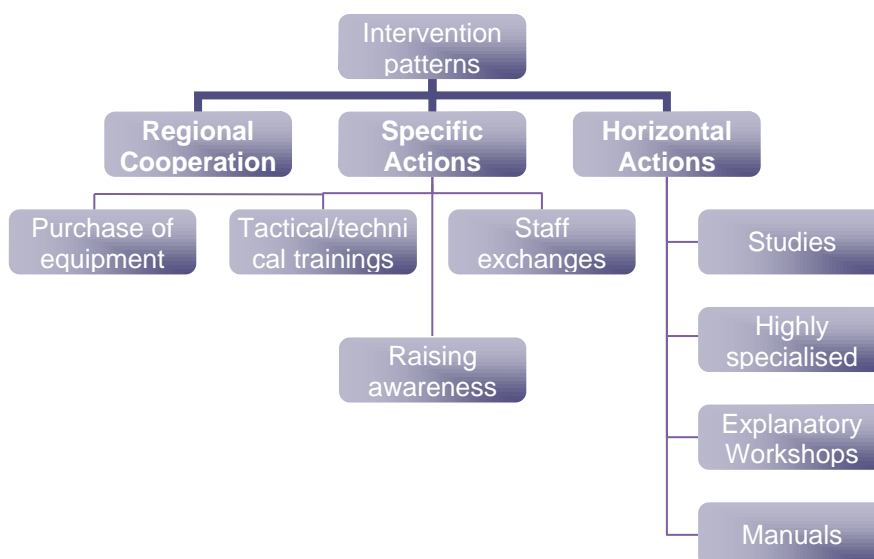 Intervention
patterns
Regional
Cooperation
Specific
Actions
Horizontal
Actions
Purchase of
equipment
Tactical/techni
cal trainings
Staff
exchanges
Studies
Raising
awareness
Highly
specialised
Explanatory
Workshops
Manuals